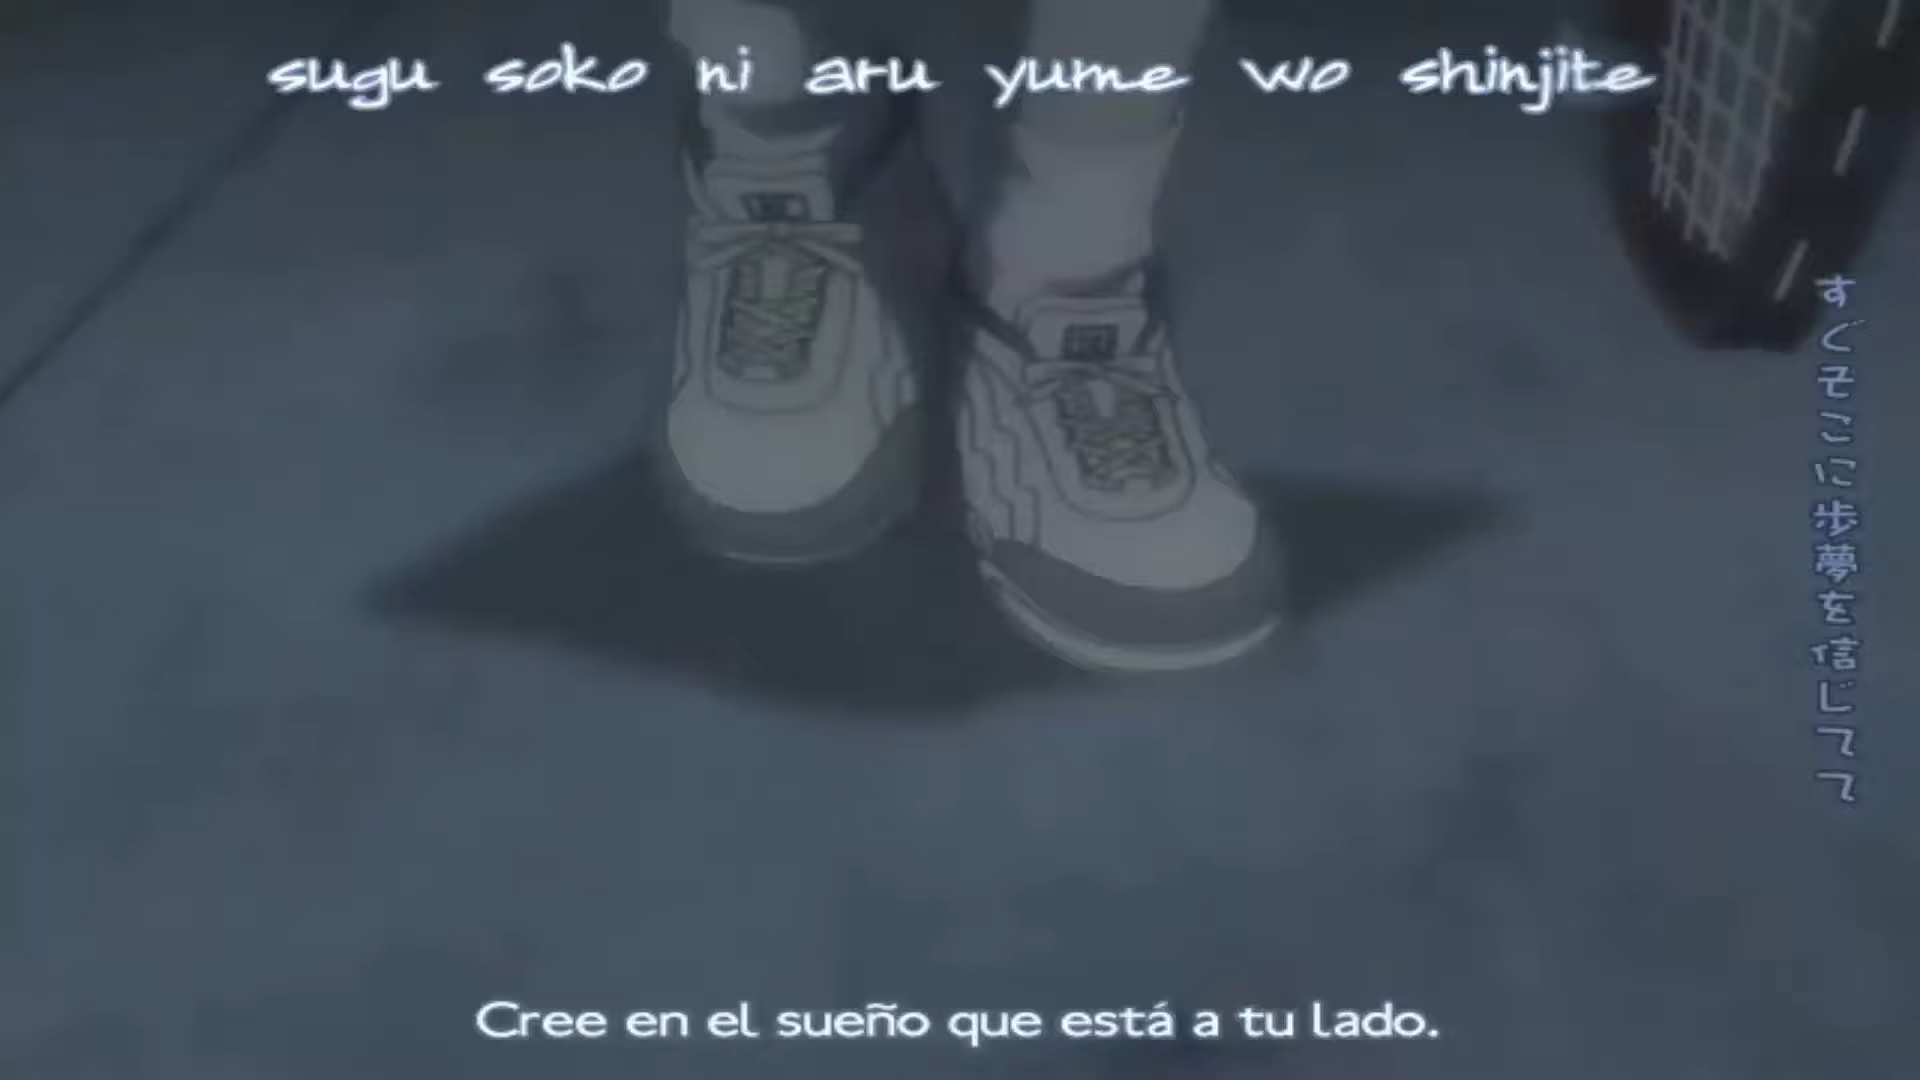 sugu soko ni aru yume wo shinjite
すぐそこに歩夢を信じてて
Cree en el sueño que está a tu lado.